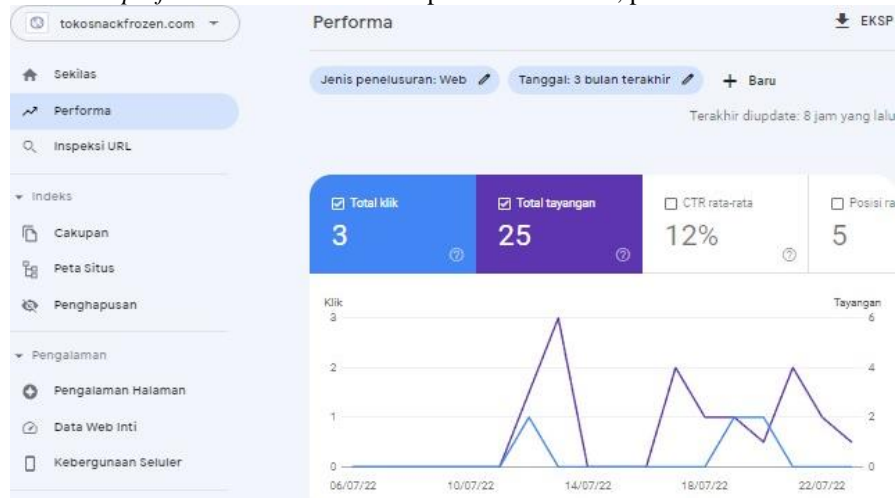 tokosnackfrozen.com
Performa
EKSP
Sekilas
Performa
Inspeksi URL
Indeks
Cakupan
Peta Situs
Penghapusan
Pengalaman
Pengalaman Halaman
Data Web Inti
Kebergunaan Seluler
Jenis penelusuran: Web
Tanggal: 3 bulan terakhir
+ Baru
Terakhir diupdate: 8 jam yang lalu
Total klik
3
Total tayangan
25
CTR rata-rata
12%
Posisi ra
5
Klik
Tayangan
3
2
1
0
6
4
2
0
06/07/22 10/07/22 14/07/22 18/07/22 22/07/22